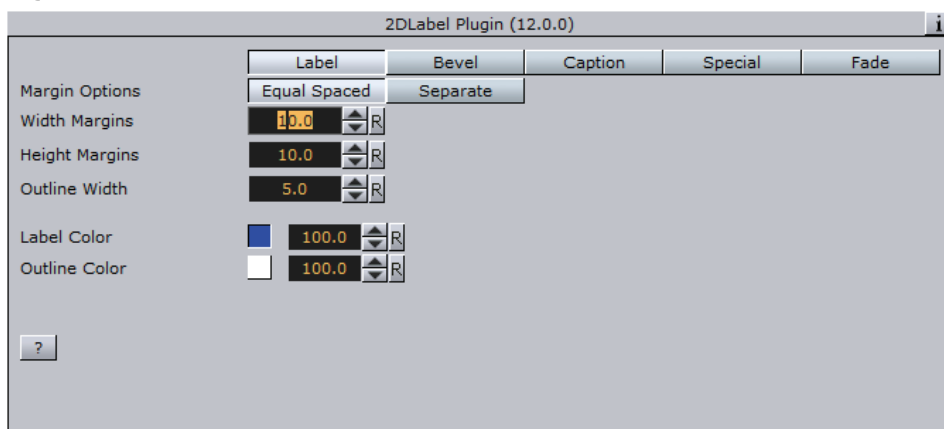 2DLabel Plugin (12.0.0) i
Label Bevel Caption Special Fade
Margin Options Equal Spaced Separate
Width Margins 10.0 R
Height Margins 10.0 R
Outline Width 5.0 R
Label Color 100.0 R
Outline Color 100.0 R
?